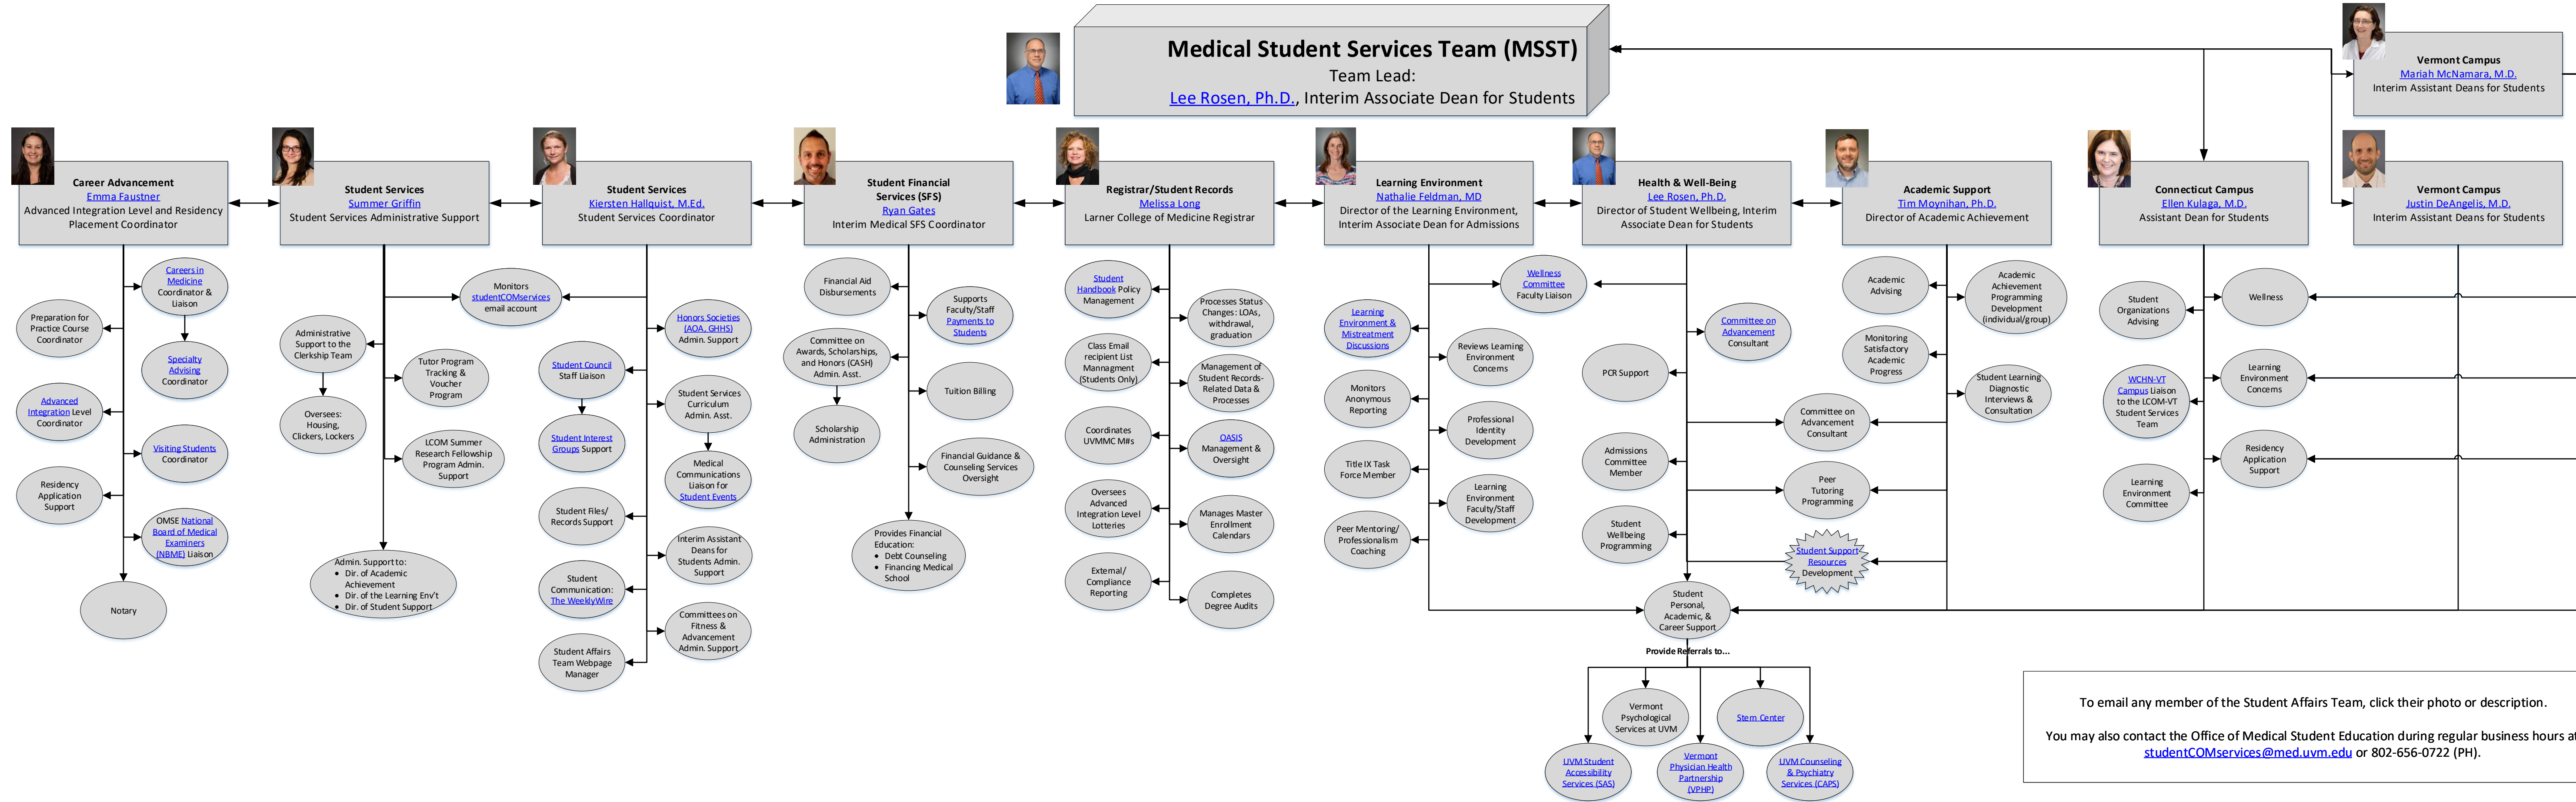 Medical Student Services Team (MSST)
Team Lead:
Lee Rosen, Ph.D., Interim Associate Dean for Students
Vermont Campus
Mariah McNamara, M.D.
Interim Assistant Deans for Students
Career Advancement
Emma Faustner
Advanced Integration Level and Residency
Placement Coordinator
Student Services
Summer Griffin
Student Services Administrative Support
Student Services
Kiersten Hallquist, M.Ed.
Student Services Coordinator
Student Financial
Services (SFS)
Ryan Gates
Interim Medical SFS Coordinator
Registrar/Student Records
Melissa Long
Larner College of Medicine Registrar
Learning Environment
Nathalie Feldman, MD
Director of the Learning Environment,
Interim Associate Dean for Admissions
Health & Well-Being
Lee Rosen, Ph.D.
Director of Student Wellbeing, Interim
Associate Dean for Students
Academic Support
Tim Moynihan, Ph.D.
Director of Academic Achievement
Connecticut Campus
Ellen Kulaga, M.D.
Assistant Dean for Students
Vermont Campus
Justin DeAngelis, M.D.
Interim Assistant Deans for Students
Careers in
Medicine
Coordinator &
Liaison
Preparation for
Practice Course
Coordinator
Specialty
Advising
Coordinator
Advanced
Integration Level
Coordinator
Visiting Students
Coordinator
Residency
Application
Support
OMSE National
Board of Medical
Examiners
(NBME) Liaison
Notary
Monitors
studentCOMservices
email account
Administrative
Support to the
Clerkship Team
Tutor Program
Tracking &
Voucher
Program
Oversees:
Housing,
Clickers, Lockers
LCOM Summer
Research Fellowship
Program Admin.
Support
Admin. Support to:
• Dir. of Academic
Achievement
• Dir. of the Learning Env't
• Dir. of Student Support
Honors Societies
(AOA, GHHS)
Admin. Support
Student Council
Staff Liaison
Student Services
Curriculum
Admin. Asst.
Student Interest
Groups Support
Medical
Communications
Liaison for
Student Events
Student Files/
Records Support
Interim Assistant
Deans for
Students Admin.
Support
Student
Communication:
The WeeklyWire
Committees on
Fitness &
Advancement
Admin. Support
Student Affairs
Team Webpage
Manager
Financial Aid
Disbursements
Supports
Faculty/Staff
Payments to
Students
Committee on
Awards, Scholarships,
and Honors (CASH)
Admin. Asst.
Tuition Billing
Scholarship
Administration
Financial Guidance &
Counseling Services
Oversight
Provides Financial
Education:
• Debt Counseling
• Financing Medical
School
Student
Handbook Policy
Management
Processes Status
Changes: LOAs,
withdrawal,
graduation
Class Email
recipient List
Managment
(Students Only)
Management of
Student Records-
Related Data &
Processes
Coordinates
UVMMC M#s
OASIS
Management &
Oversight
Oversees
Advanced
Integration Level
Lotteries
Manages Master
Enrollment
Calendars
External/
Compliance
Reporting
Completes
Degree Audits
Wellness
Committee
Faculty Liaison
Learning
Environment &
Mistreatment
Discussions
Reviews Learning
Environment
Concerns
Monitors
Anonymous
Reporting
Professional
Identity
Development
Title IX Task
Force Member
Learning
Environment
Faculty/Staff
Development
Peer Mentoring/
Professionalism
Coaching
Committee on
Advancement
Consultant
PCR Support
Admissions
Committee
Member
Student
Wellbeing
Programming
Academic
Advising
Academic
Achievement
Programming
Development
(individual/group)
Monitoring
Satisfactory
Academic
Progress
Student Learning
Diagnostic
Interviews &
Consultation
Committee on
Advancement
Consultant
Peer
Tutoring
Programming
Student Support
Resources
Development
Student
Personal,
Academic, &
Career Support
Provide Referrals to...
Vermont
Psychological
Services at UVM
Stern Center
UVM Student
Accessibility
Services (SAS)
Vermont
Physician Health
Partnership
(VPHP)
UVM Counseling
& Psychiatry
Services (CAPS)
Student
Organizations
Advising
Wellness
WCHN-VT
Campus Liaison
to the LCOM-VT
Student Services
Team
Learning
Environment
Concerns
Residency
Application
Support
Learning
Environment
Committee
To email any member of the Student Affairs Team, click their photo or description.
You may also contact the Office of Medical Student Education during regular business hours at
studentCOMservices@med.uvm.edu or 802-656-0722 (PH).